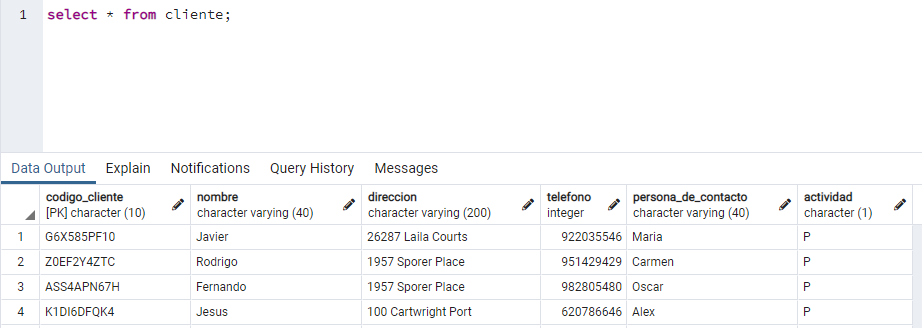 1 select * from cliente;
Data Output Explain Notifications Query History Messages
codigo_cliente nombre direccion telefono persona_de_contacto actividad
[PK] character (10) character varying (40) character varying (200) integer character varying (40) character (1)
1 G6X585PF10 Javier 26287 Laila Courts 922035546 Maria P
2 Z0EF2Y4ZTC Rodrigo 1957 Sporer Place 951429429 Carmen P
3 ASS4APN67H Fernando 1957 Sporer Place 982805480 Oscar P
4 K1DI6DFQK4 Jesus 100 Cartwright Port 620786646 Alex P